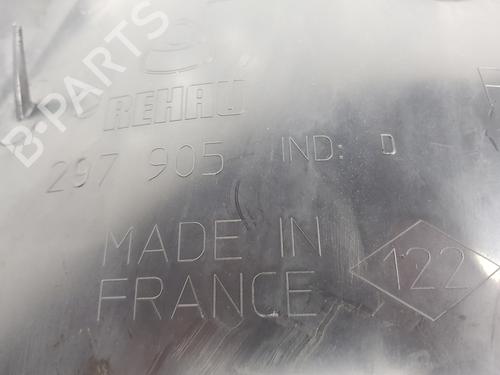 B-PARTS
REHAU
297 905 IND: D
MADE IN
FRANCE
122